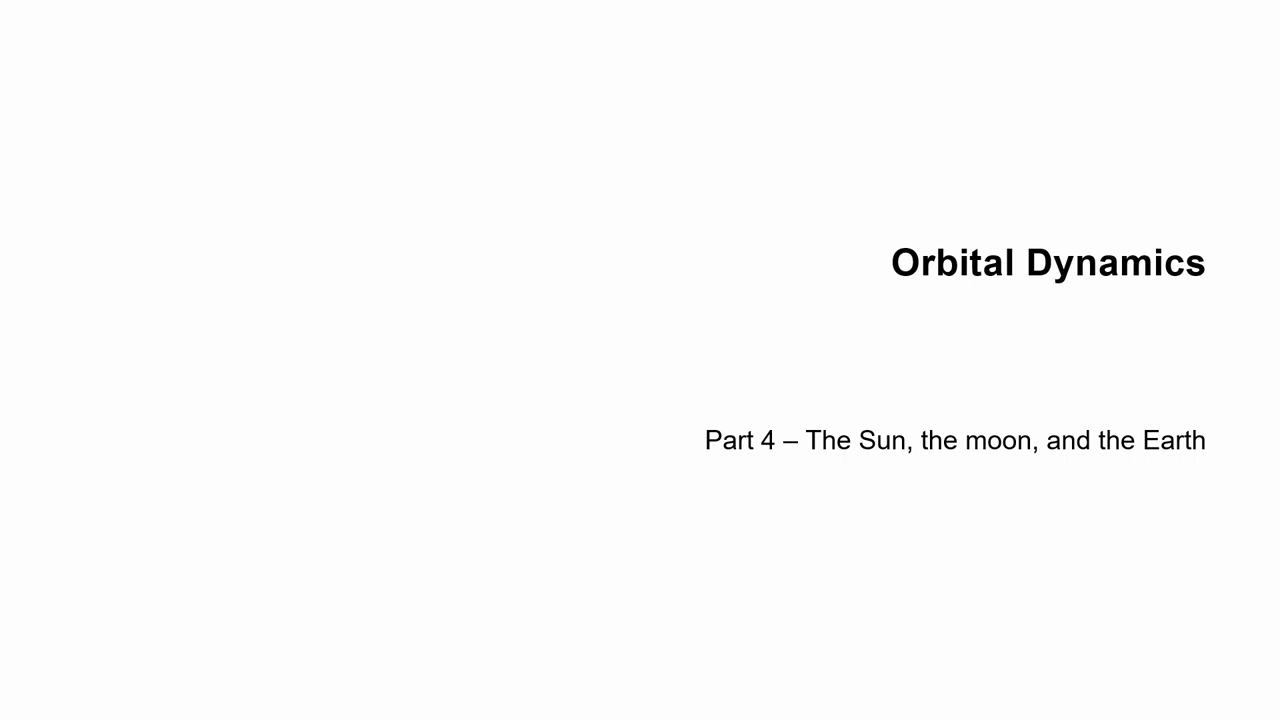 Orbital Dynamics
Part 4 – The Sun, the moon, and the Earth